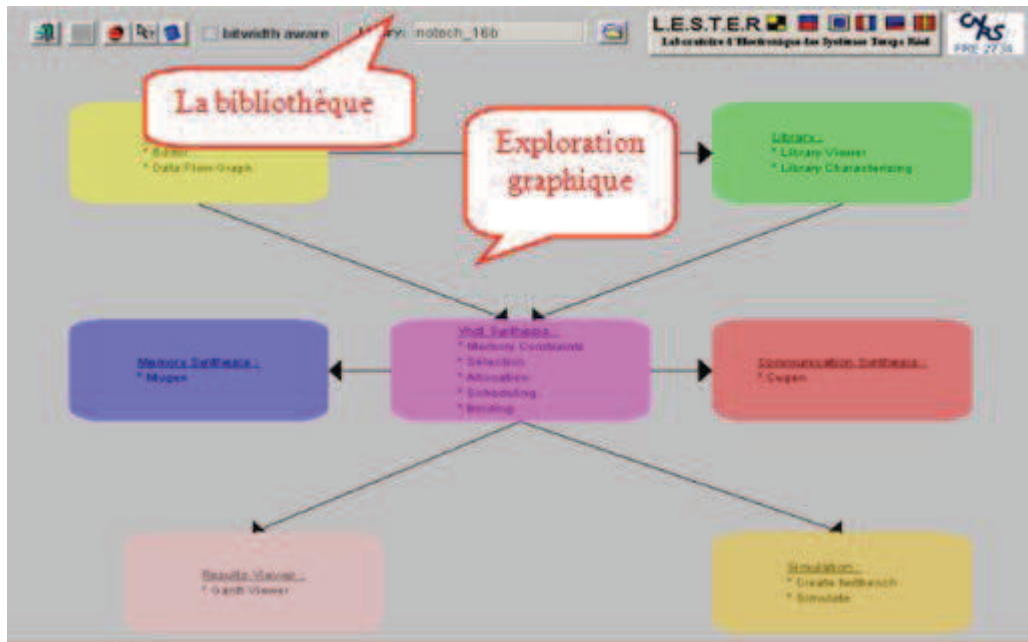 bitwidth aware
notech_16b
L.E.S.T.E.R
Laboratoire d'Electronique des Systèmes Temps Réel
CNRS
FRE 2734
La bibliothèque
* Editor
* Data Flow Graph
Exploration
graphique
Library :
* Library Viewer
* Library Characterizing
Memory Synthesis :
* Mugen
Vhdl Synthesis :
* Memory Constraints
* Sélection
* Allocation
* Scheduling
* Binding
Communication Synthesis :
* Cugen
Results Viewer :
* Gantt Viewer
Simulation :
* Create testbench
* Simulate